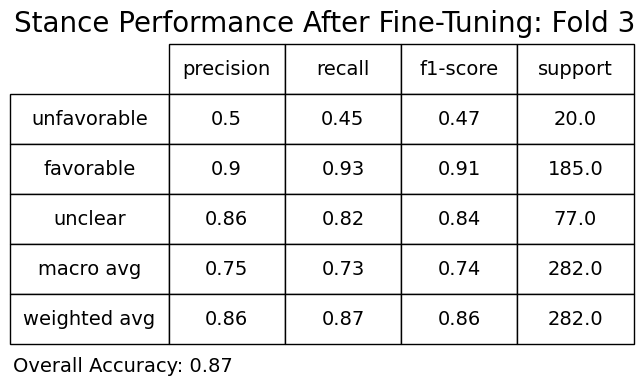 Stance Performance After Fine-Tuning: Fold 3
precision recall f1-score support
unfavorable 0.5 0.45 0.47 20.0
favorable 0.9 0.93 0.91 185.0
unclear 0.86 0.82 0.84 77.0
macro avg 0.75 0.73 0.74 282.0
weighted avg 0.86 0.87 0.86 282.0
Overall Accuracy: 0.87